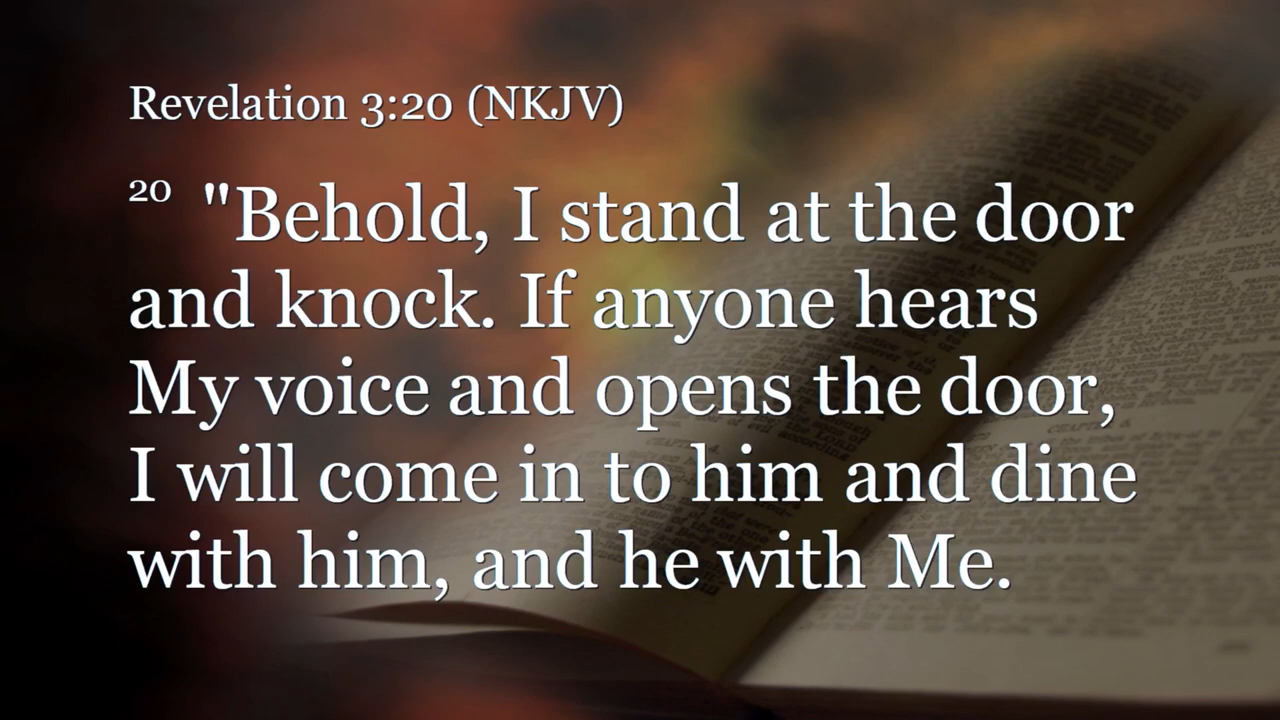 Revelation 3:20 (NKJV)
20 "Behold, I stand at the door
and knock. If anyone hears
My voice and opens the door,
I will come in to him and dine
with him, and he with Me.